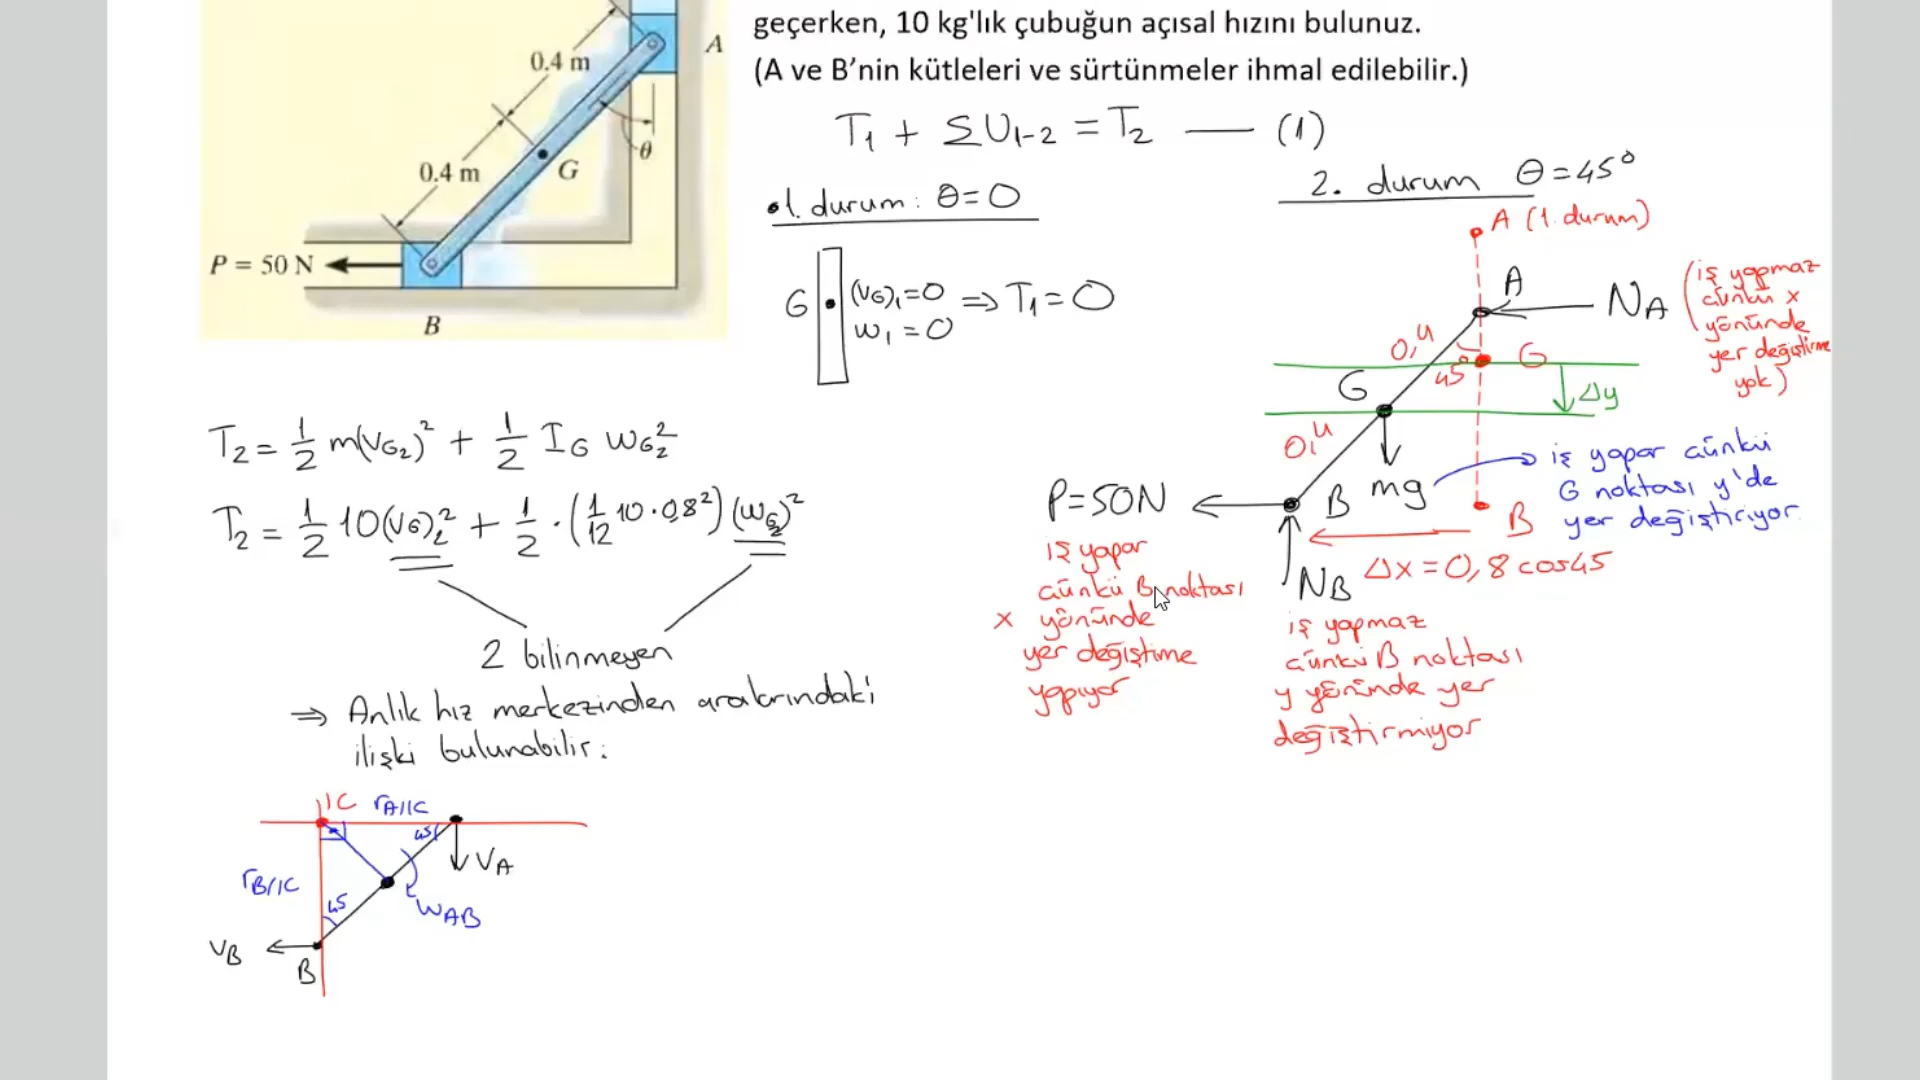 geçerken, 10 kg'lık çubuğun açısal hızını bulunuz.
(A ve B'nin kütleleri ve sürtünmeler ihmal edilebilir.)
A
0.4 m
θ
G
0.4 m
P = 50 N
B
T₁ + ΣU₁₋₂ = T₂ —— (1)
•1. durum: θ=0
G
(vG)₁=0
w₁ = 0
⇒ T₁ = 0
2. durum θ=45°
A (1. durum)
A
NA
(iş yapmaz
çünkü x
yönünde
yer değiştirme
yok)
0,4
45°
G
G
Δy
0,4
P=50N
B
mg
iş yapar çünkü
G noktası y'de
yer değiştiriyor.
B
Δx = 0,8 cos45
NB
iş yapar
çünkü B noktası
x yönünde
yer değiştime
yapıyor
iş yapmaz
çünkü B noktası
y yönünde yer
değiştirmiyor
T₂ = 1/2 m(vG₂)² + 1/2 IG wG₂²
T₂ = 1/2 10(vG)₂² + 1/2 · (1/12 10·0,8²) (wG₂)²
2 bilinmeyen
⇒ Anlık hız merkezinden aralarındaki
ilişki bulunabilir:
IC
rA/IC
45
vA
rB/IC
45
wAB
vB
B